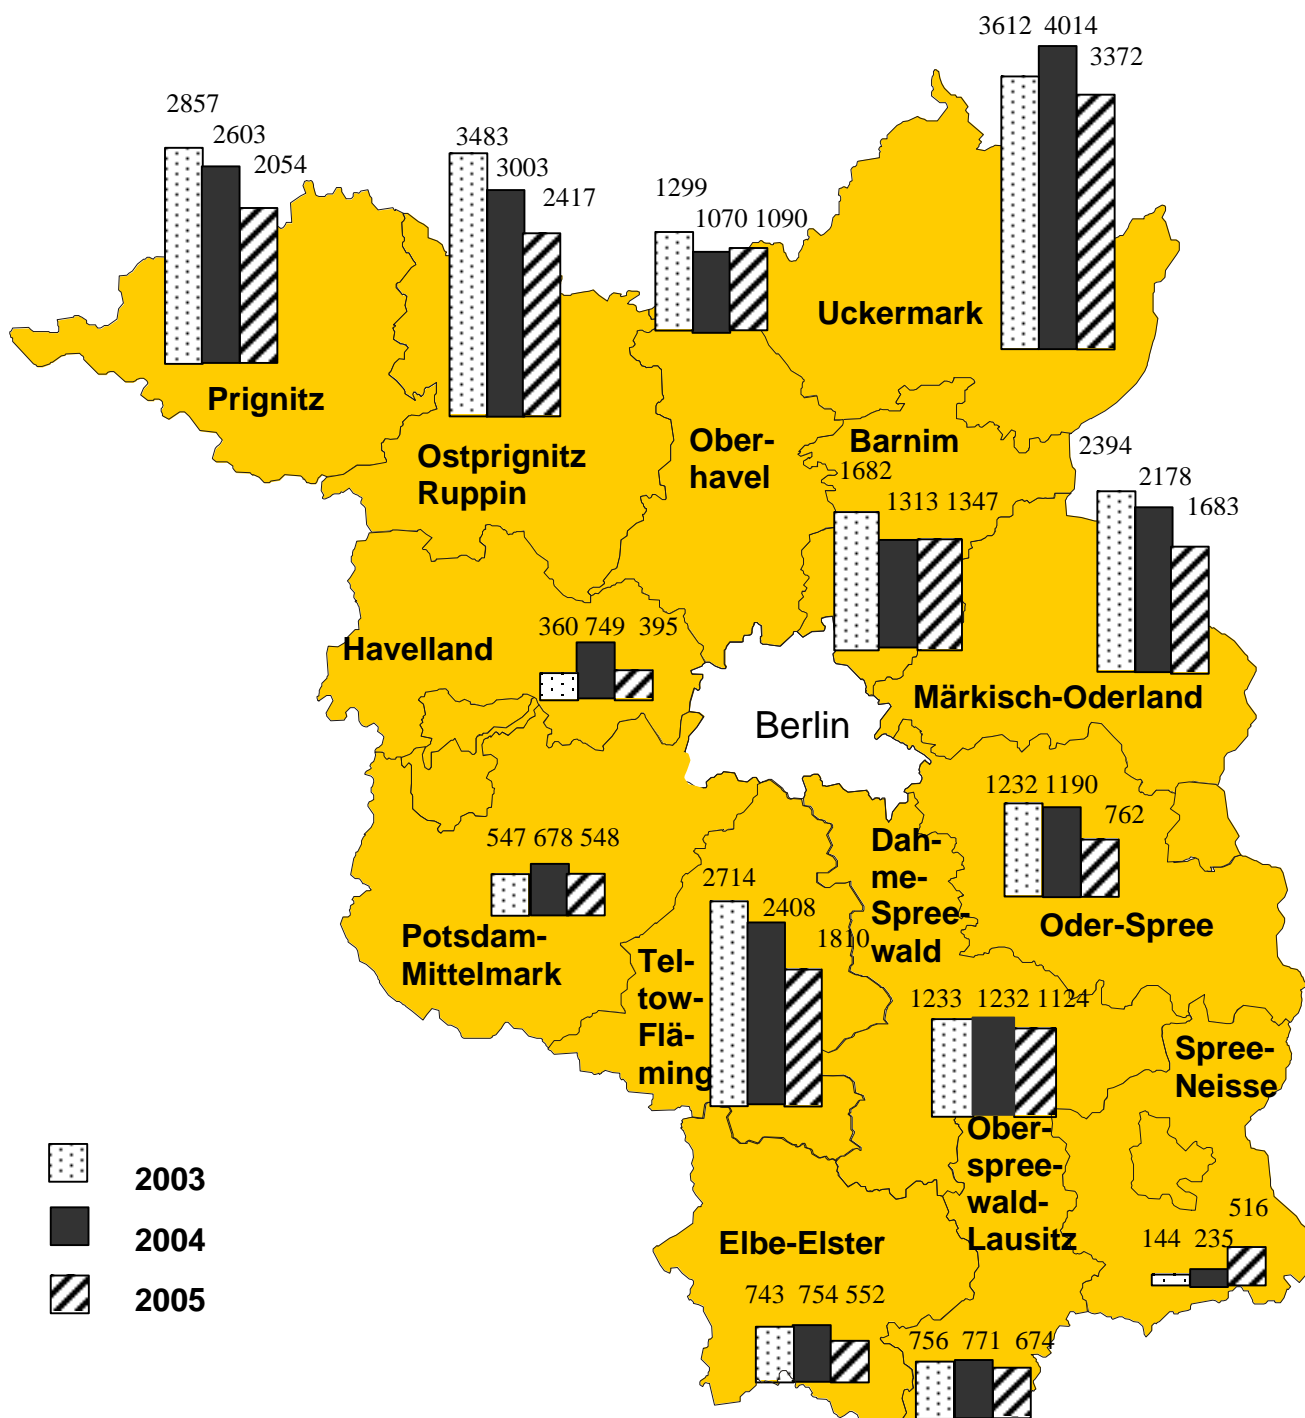 3612 4014
3372
2857
2603
2054
3483
3003
2417
1299
1070 1090
Uckermark
Prignitz
Ostprignitz
Ruppin
Ober-
havel
Barnim
1682
1313 1347
2394
2178
1683
Havelland
360 749 395
Märkisch-Oderland
Berlin
1232 1190
762
547 678 548
Potsdam-
Mittelmark
2714
2408
1810
Dah-
me-
Spree-
wald
Oder-Spree
Tel-
tow-
Flä-
ming
1233 1232 1124
Spree-
Neisse
Ober-
spree-
wald-
Lausitz
516
144 235
Elbe-Elster
743 754 552
756 771 674
2003
2004
2005